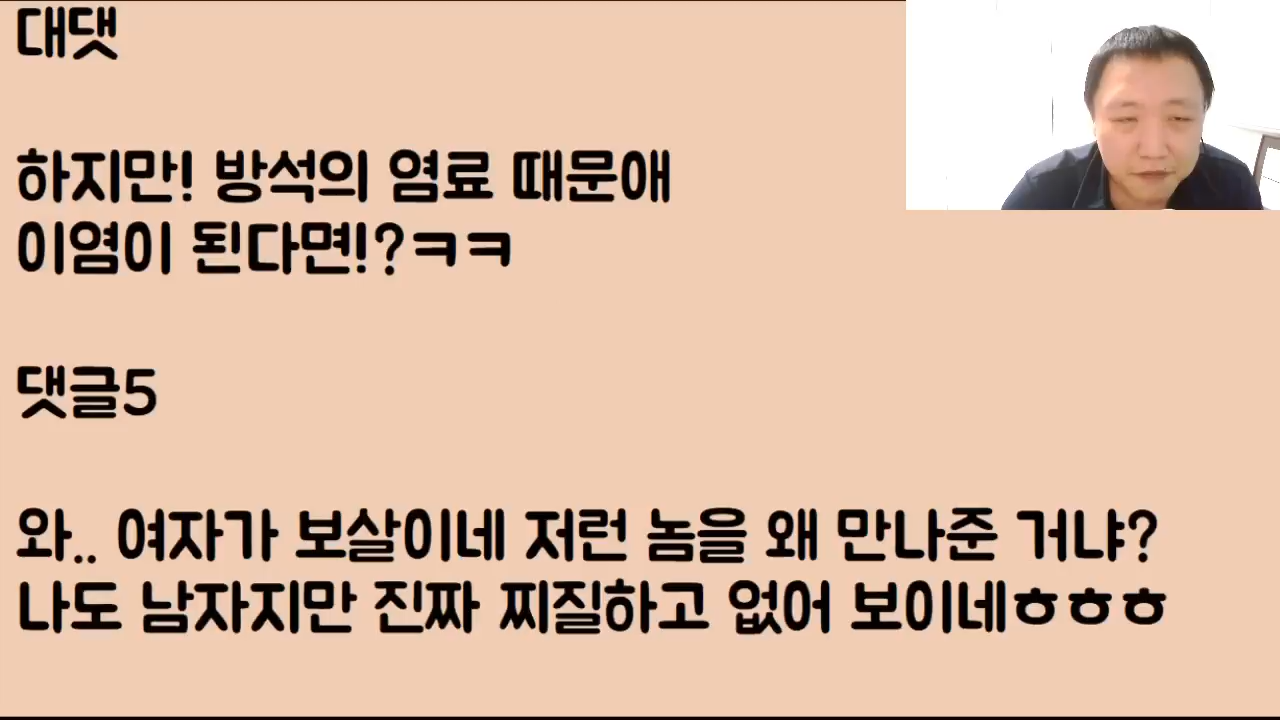 대댓
하지만! 방석의 염료 때문애
이염이 된다면!?ㅋㅋ
댓글5
와.. 여자가 보살이네 저런 놈을 왜 만나준 거냐?
나도 남자지만 진짜 찌질하고 없어 보이네ㅎㅎㅎ